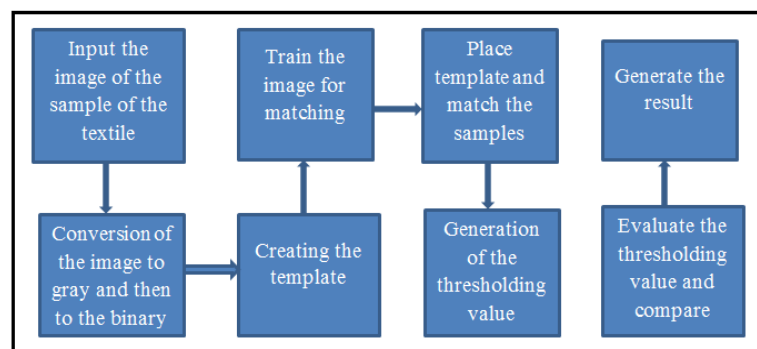 Input the
image of the
sample of the
textile
Conversion of
the image to
gray and then
to the binary
Creating the
template
Train the
image for
matching
Place
template and
match the
samples
Generation
of the
thresholding
value
Evaluate the
thresholding
value and
compare
Generate the
result